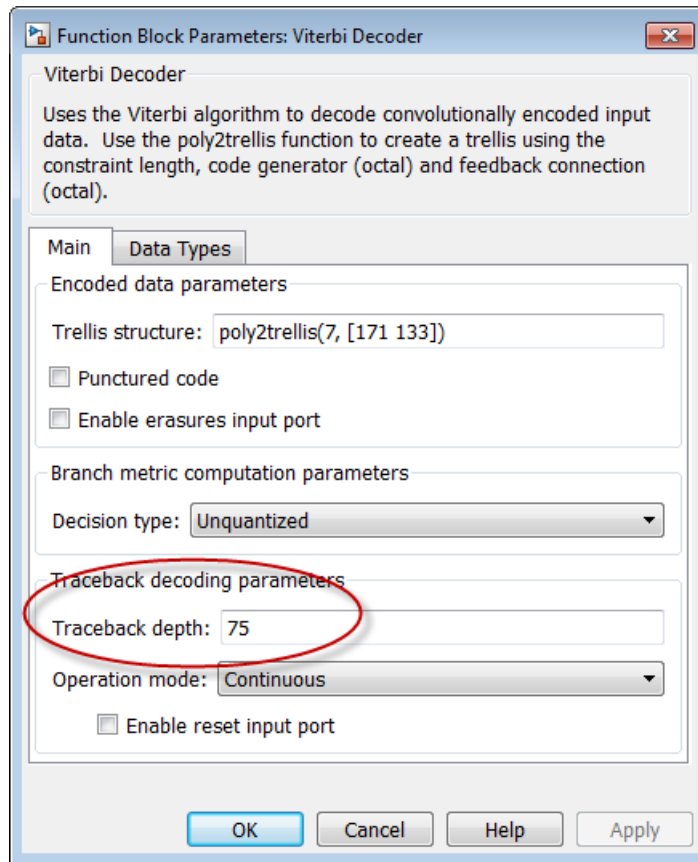 Function Block Parameters: Viterbi Decoder
Viterbi Decoder
Uses the Viterbi algorithm to decode convolutionally encoded input
data.  Use the poly2trellis function to create a trellis using the
constraint length, code generator (octal) and feedback connection
(octal).
Main Data Types
Encoded data parameters
Trellis structure: poly2trellis(7, [171 133])
Punctured code
Enable erasures input port
Branch metric computation parameters
Decision type: Unquantized
Traceback decoding parameters
Traceback depth: 75
Operation mode: Continuous
Enable reset input port
OK Cancel Help Apply